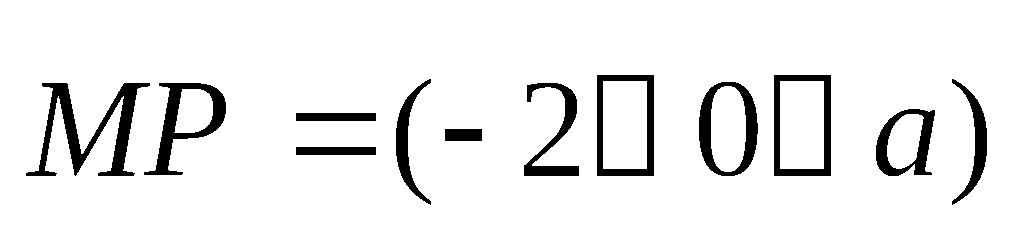 MP =(- 2▯ 0▯ a)